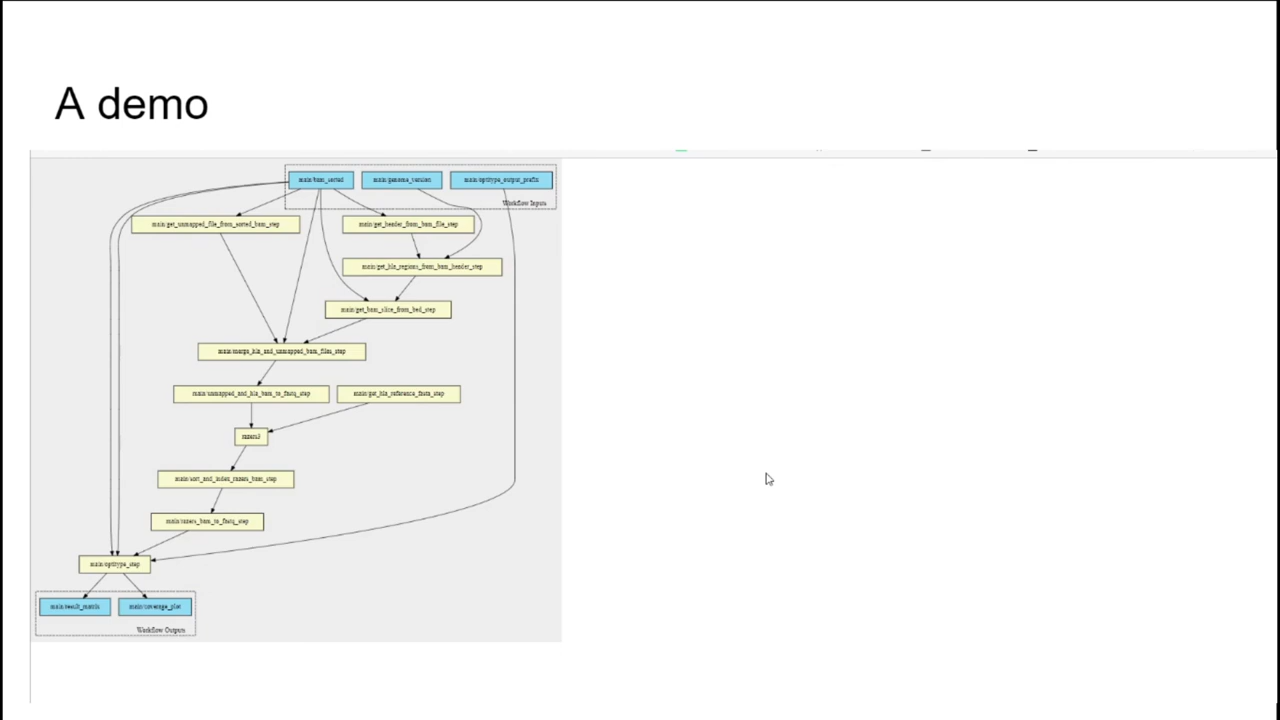 A demo
main/bam_sorted
main/genome_version
main/optitype_output_prefix
Workflow Inputs
main/get_unmapped_file_from_sorted_bam_step
main/get_header_from_bam_file_step
main/get_hla_regions_from_bam_header_step
main/get_bam_slice_from_bed_step
main/merge_hla_and_unmapped_bam_files_step
main/unmapped_and_hla_bam_to_fastq_step
main/get_hla_reference_fasta_step
razers3
main/sort_and_index_razers_bam_step
main/razers_bam_to_fastq_step
main/optitype_step
main/result_matrix
main/coverage_plot
Workflow Outputs